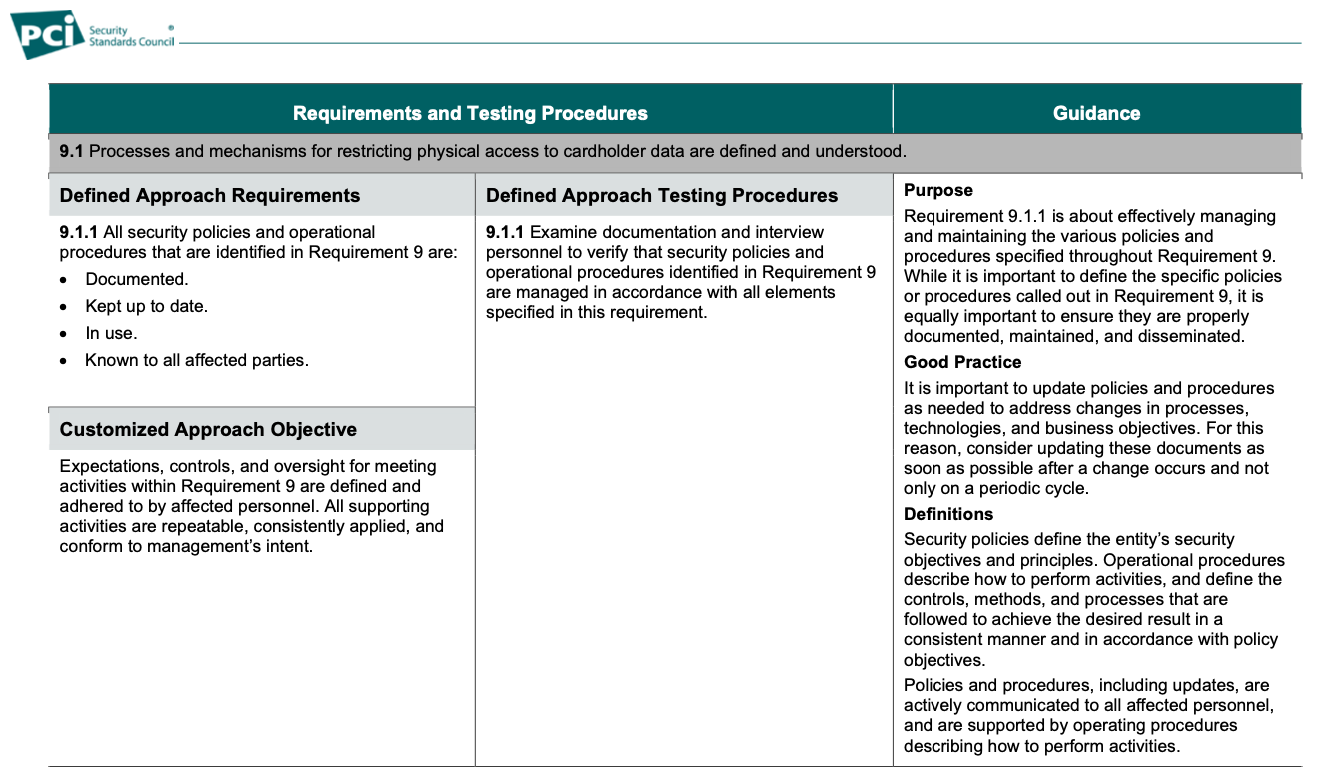 PCI Security
Standards Council ®
Requirements and Testing Procedures
Guidance
9.1 Processes and mechanisms for restricting physical access to cardholder data are defined and understood.
Defined Approach Requirements
9.1.1 All security policies and operational
procedures that are identified in Requirement 9 are:
• Documented.
• Kept up to date.
• In use.
• Known to all affected parties.
Customized Approach Objective
Expectations, controls, and oversight for meeting
activities within Requirement 9 are defined and
adhered to by affected personnel. All supporting
activities are repeatable, consistently applied, and
conform to management’s intent.
Defined Approach Testing Procedures
9.1.1 Examine documentation and interview
personnel to verify that security policies and
operational procedures identified in Requirement 9
are managed in accordance with all elements
specified in this requirement.
Purpose
Requirement 9.1.1 is about effectively managing
and maintaining the various policies and
procedures specified throughout Requirement 9.
While it is important to define the specific policies
or procedures called out in Requirement 9, it is
equally important to ensure they are properly
documented, maintained, and disseminated.
Good Practice
It is important to update policies and procedures
as needed to address changes in processes,
technologies, and business objectives. For this
reason, consider updating these documents as
soon as possible after a change occurs and not
only on a periodic cycle.
Definitions
Security policies define the entity’s security
objectives and principles. Operational procedures
describe how to perform activities, and define the
controls, methods, and processes that are
followed to achieve the desired result in a
consistent manner and in accordance with policy
objectives.
Policies and procedures, including updates, are
actively communicated to all affected personnel,
and are supported by operating procedures
describing how to perform activities.